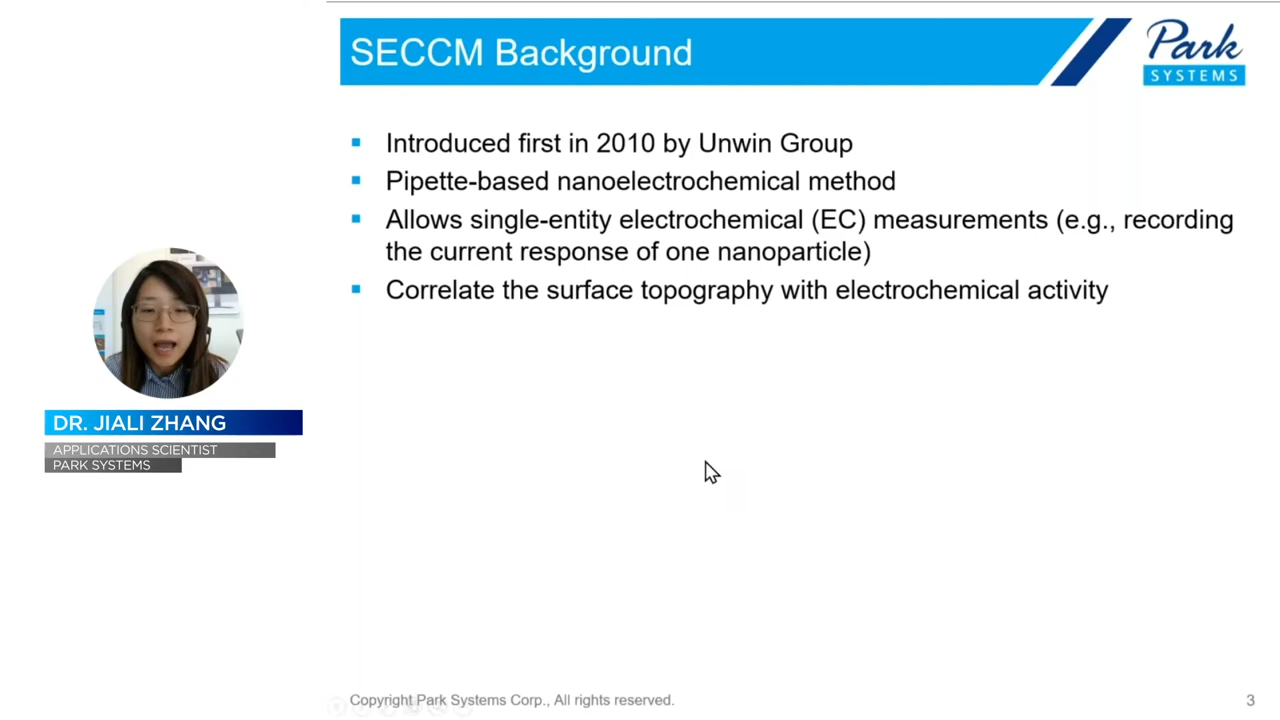 SECCM Background
Park
SYSTEMS
Introduced first in 2010 by Unwin Group
Pipette-based nanoelectrochemical method
Allows single-entity electrochemical (EC) measurements (e.g., recording
the current response of one nanoparticle)
Correlate the surface topography with electrochemical activity
DR. JIALI ZHANG
APPLICATIONS SCIENTIST
PARK SYSTEMS
Copyright Park Systems Corp., All rights reserved.
3